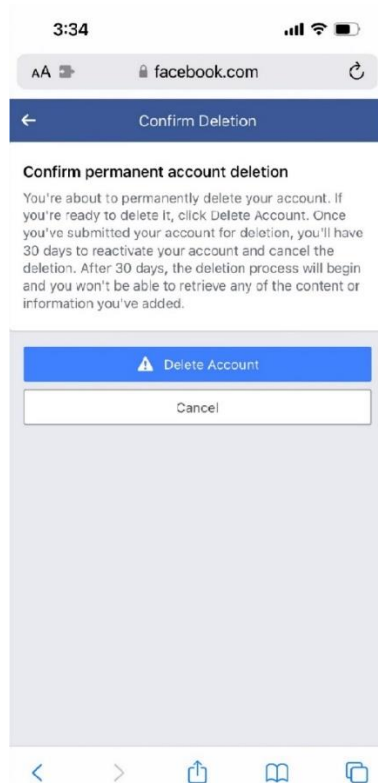 3:34
AA facebook.com
Confirm Deletion
Confirm permanent account deletion
You're about to permanently delete your account. If
you're ready to delete it, click Delete Account. Once
you've submitted your account for deletion, you'll have
30 days to reactivate your account and cancel the
deletion. After 30 days, the deletion process will begin
and you won't be able to retrieve any of the content or
information you've added.
Delete Account
Cancel